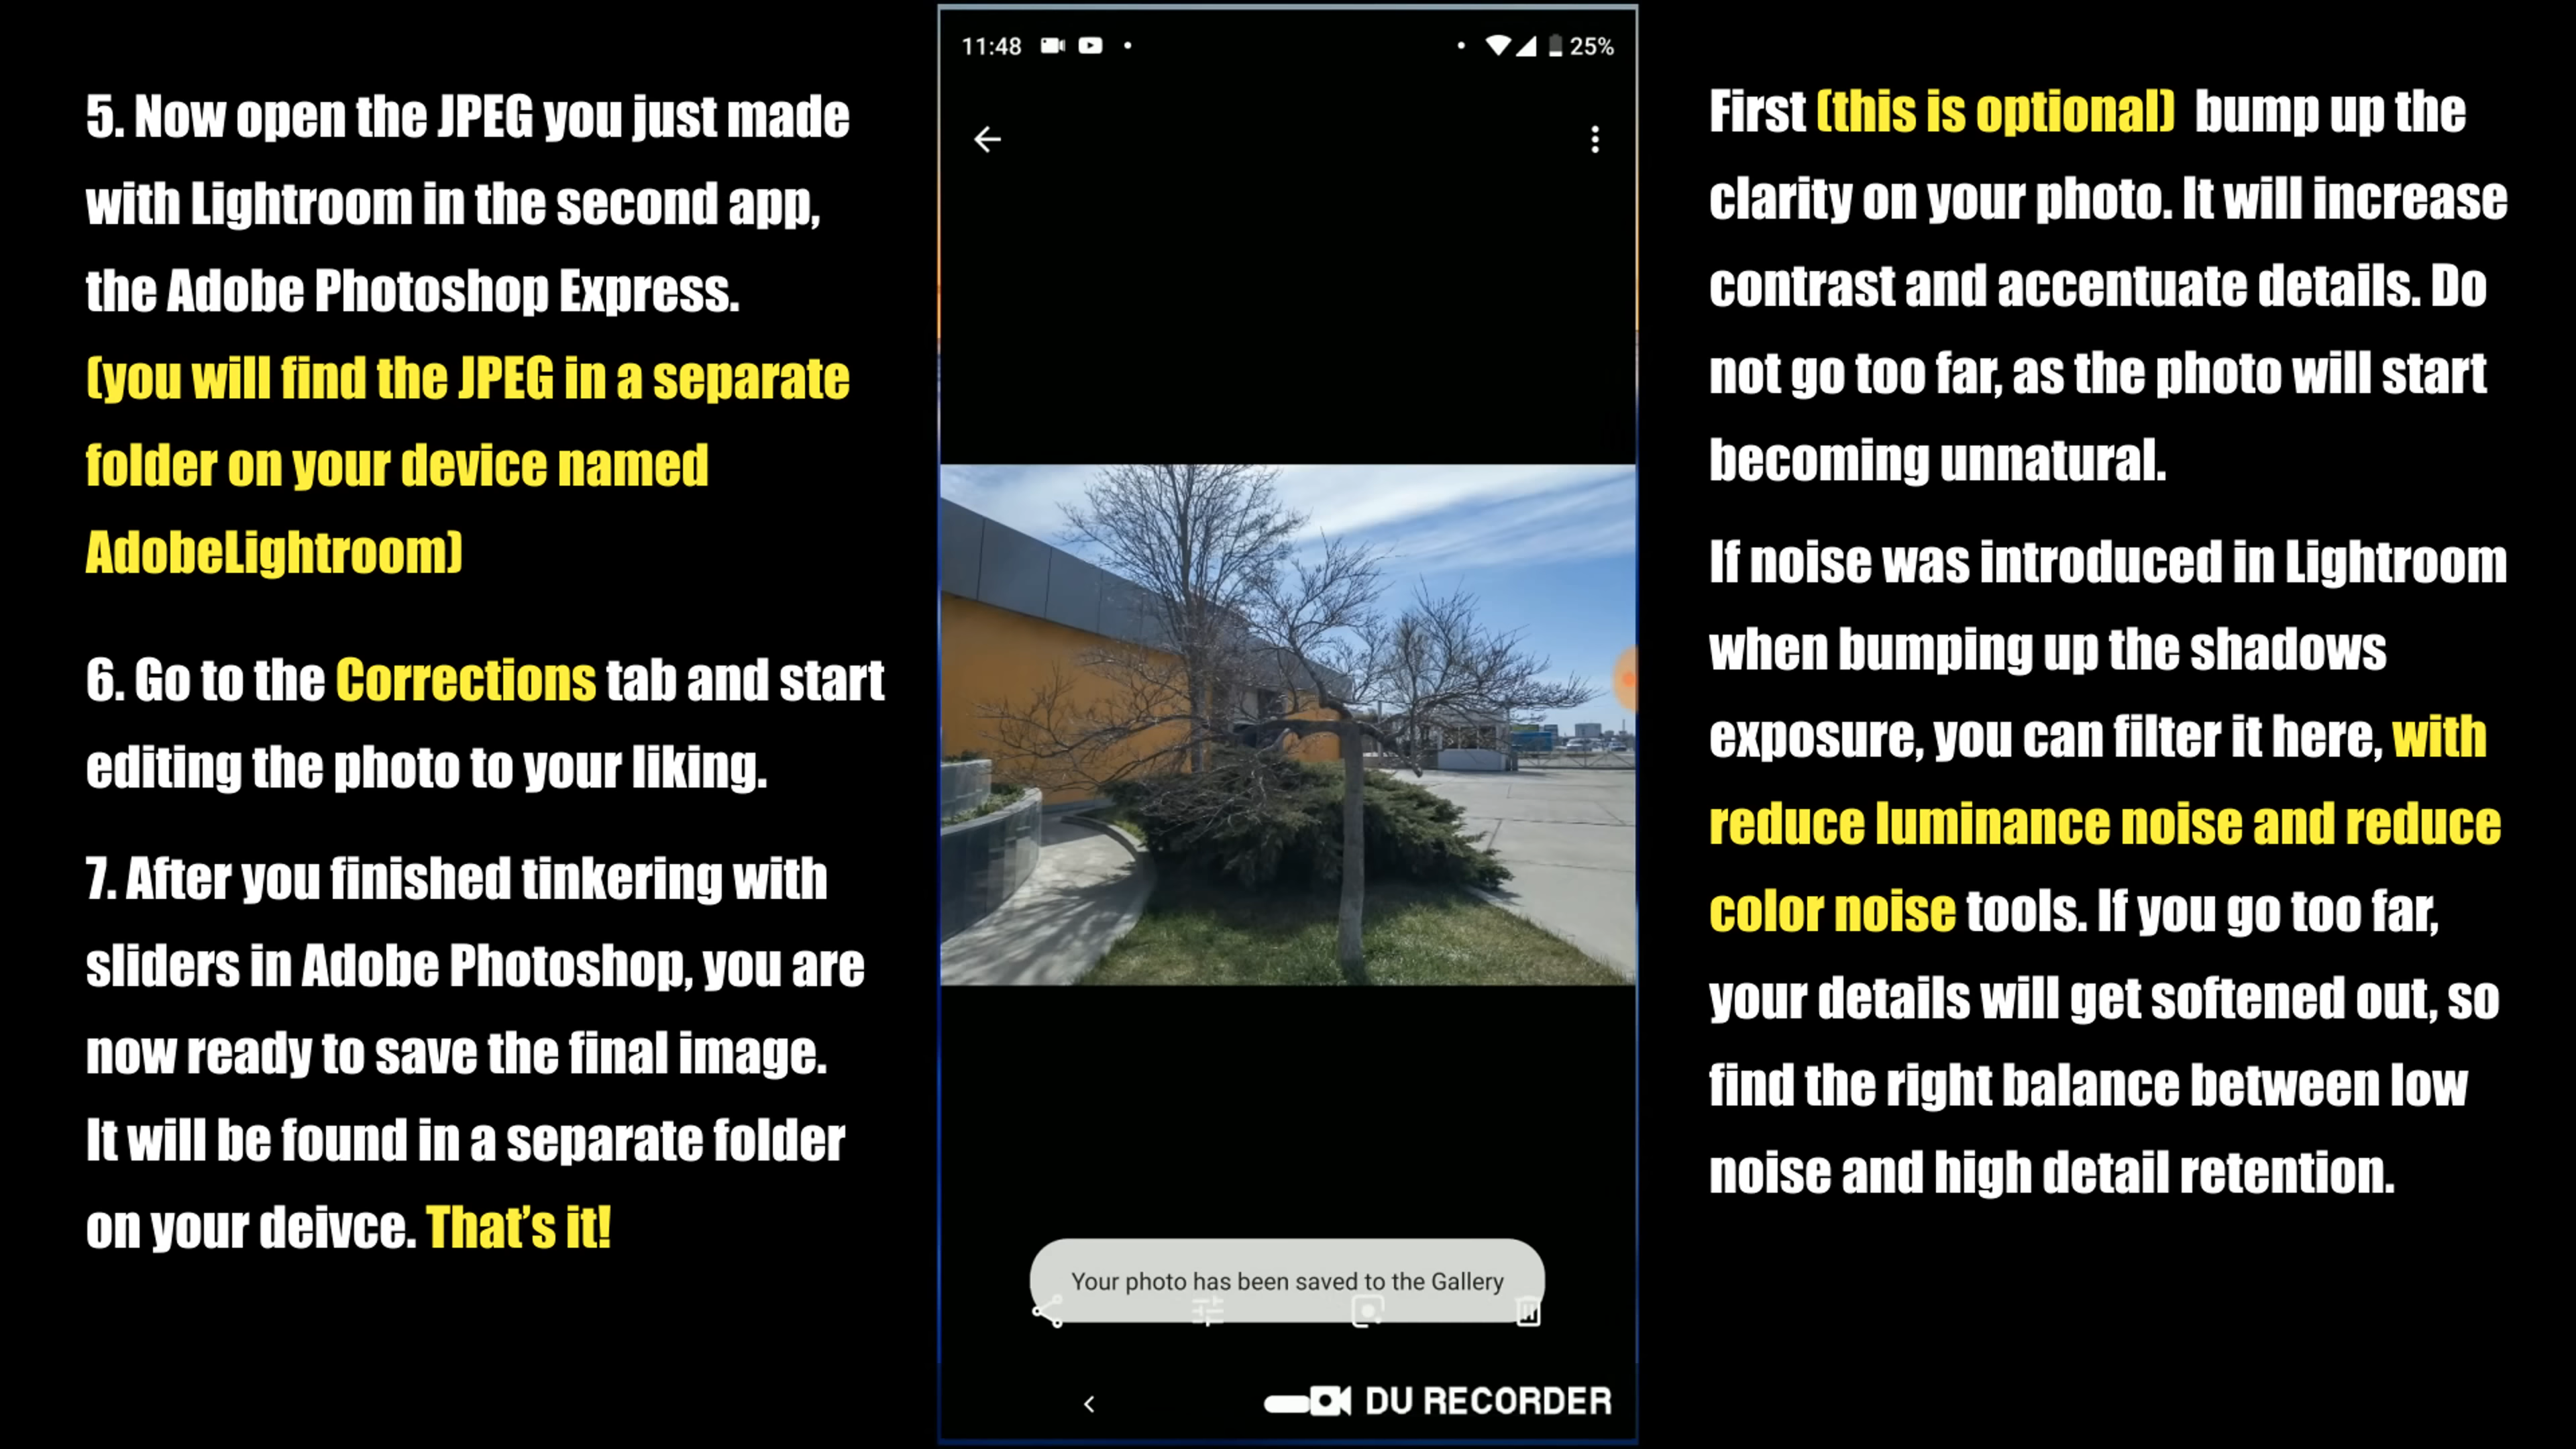 5. Now open the JPEG you just made
with Lightroom in the second app,
the Adobe Photoshop Express.
(you will find the JPEG in a separate
folder on your device named
AdobeLightroom)
6. Go to the Corrections tab and start
editing the photo to your liking.
7. After you finished tinkering with
sliders in Adobe Photoshop, you are
now ready to save the final image.
It will be found in a separate folder
on your deivce. That's it!
11:48
25%
Your photo has been saved to the Gallery
DU RECORDER
First (this is optional) bump up the
clarity on your photo. It will increase
contrast and accentuate details. Do
not go too far, as the photo will start
becoming unnatural.
If noise was introduced in Lightroom
when bumping up the shadows
exposure, you can filter it here, with
reduce luminance noise and reduce
color noise tools. If you go too far,
your details will get softened out, so
find the right balance between low
noise and high detail retention.